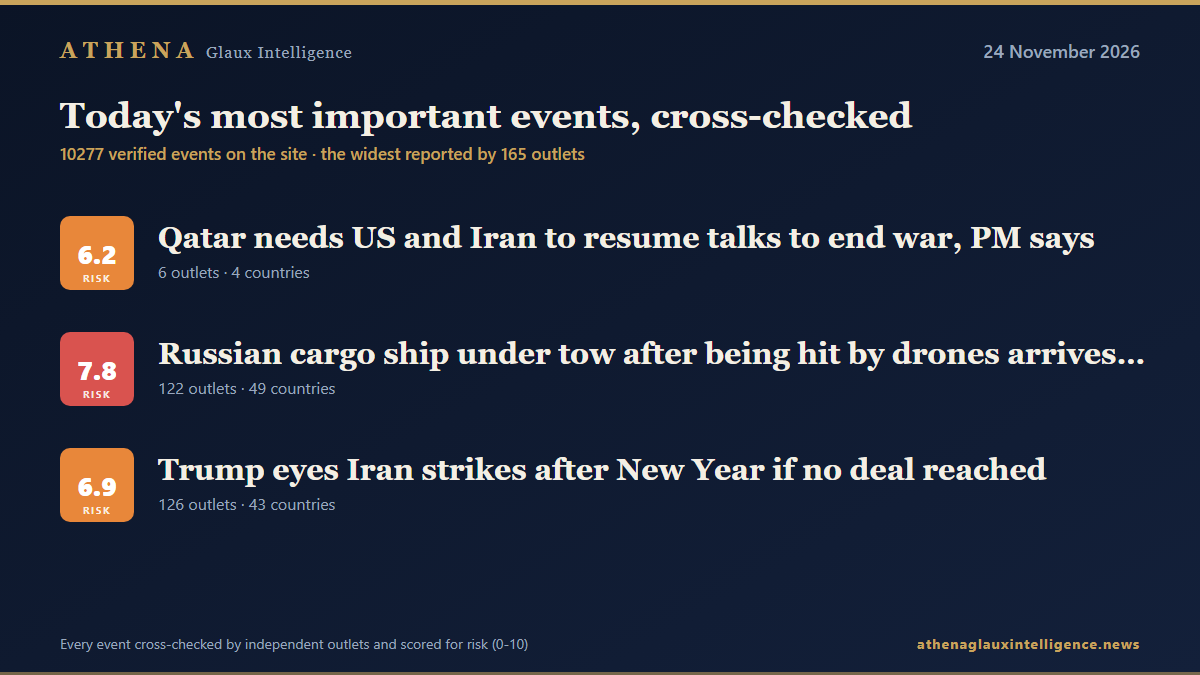 ATHENA Glaux Intelligence
24 November 2026
Today's most important events, cross-checked
10277 verified events on the site · the widest reported by 165 outlets
6.2
RISK
Qatar needs US and Iran to resume talks to end war, PM says
6 outlets · 4 countries
7.8
RISK
Russian cargo ship under tow after being hit by drones arrives...
122 outlets · 49 countries
6.9
RISK
Trump eyes Iran strikes after New Year if no deal reached
126 outlets · 43 countries
Every event cross-checked by independent outlets and scored for risk (0-10)
athenaglauxintelligence.news